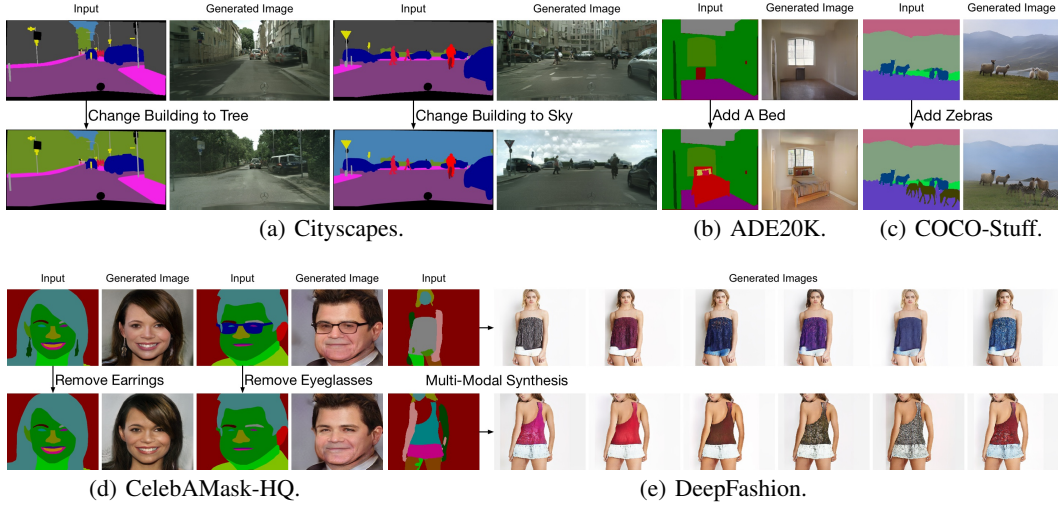 Input Generated Image Input Generated Image Input Generated Image Input Generated Image
Change Building to Tree Change Building to Sky Add A Bed Add Zebras
(a) Cityscapes. (b) ADE20K. (c) COCO-Stuff.
Input Generated Image Input Generated Image Input Generated Images
Remove Earrings Remove Eyeglasses Multi-Modal Synthesis
(d) CelebAMask-HQ. (e) DeepFashion.